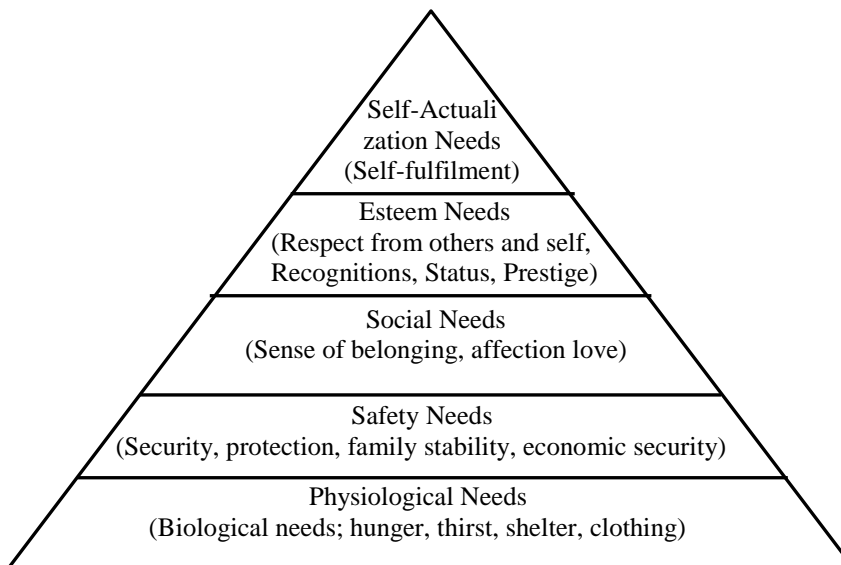 Self-Actuali
zation Needs
(Self-fulfilment)
Esteem Needs
(Respect from others and self,
Recognitions, Status, Prestige)
Social Needs
(Sense of belonging, affection love)
Safety Needs
(Security, protection, family stability, economic security)
Physiological Needs
(Biological needs; hunger, thirst, shelter, clothing)